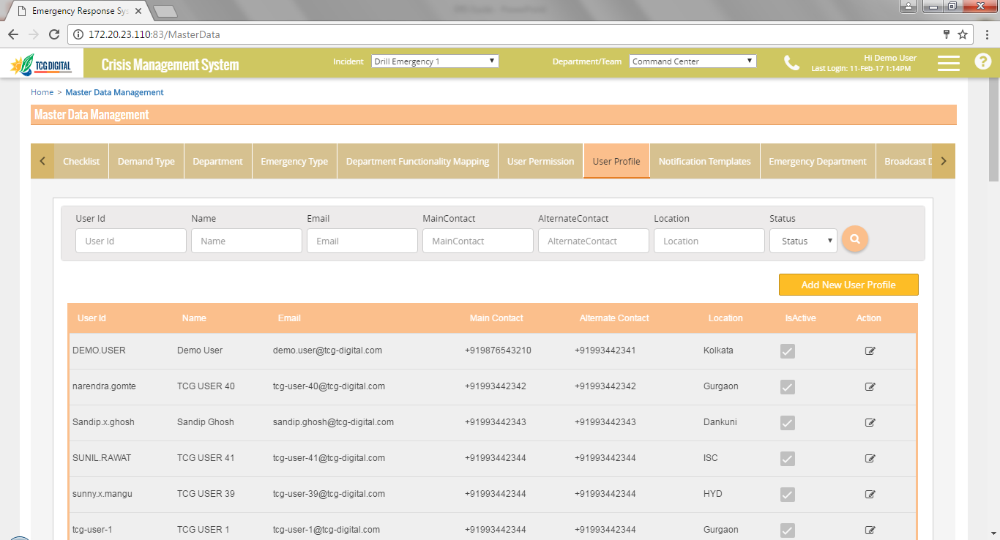 Emergency Response Sys
172.20.23.110:83/MasterData
TCG DIGITAL
Crisis Management System
Incident
Drill Emergency 1
Department/Team
Command Center
Hi Demo User
Last Login: 11-Feb-17 1:14PM
?
Home > Master Data Management
Master Data Management
Checklist Demand Type Department Emergency Type Department Functionality Mapping User Permission User Profile Notification Templates Emergency Department Broadcast D
User Id Name Email MainContact AlternateContact Location Status
User Id Name Email MainContact AlternateContact Location Status
Add New User Profile
User Id Name Email Main Contact Alternate Contact Location IsActive Action
DEMO.USER Demo User demo.user@tcg-digital.com +919876543210 +91993442341 Kolkata
narendra.gomte TCG USER 40 tcg-user-40@tcg-digital.com +91993442342 +91993442342 Gurgaon
Sandip.x.ghosh Sandip Ghosh sandip.ghosh@tcg-digital.com +91993442343 +91993442343 Dankuni
SUNIL.RAWAT TCG USER 41 tcg-user-41@tcg-digital.com +91993442344 +91993442344 ISC
sunny.x.mangu TCG USER 39 tcg-user-39@tcg-digital.com +91993442344 +91993442344 HYD
tcg-user-1 TCG USER 1 tcg-user-1@tcg-digital.com +91993442344 +91993442344 Gurgaon